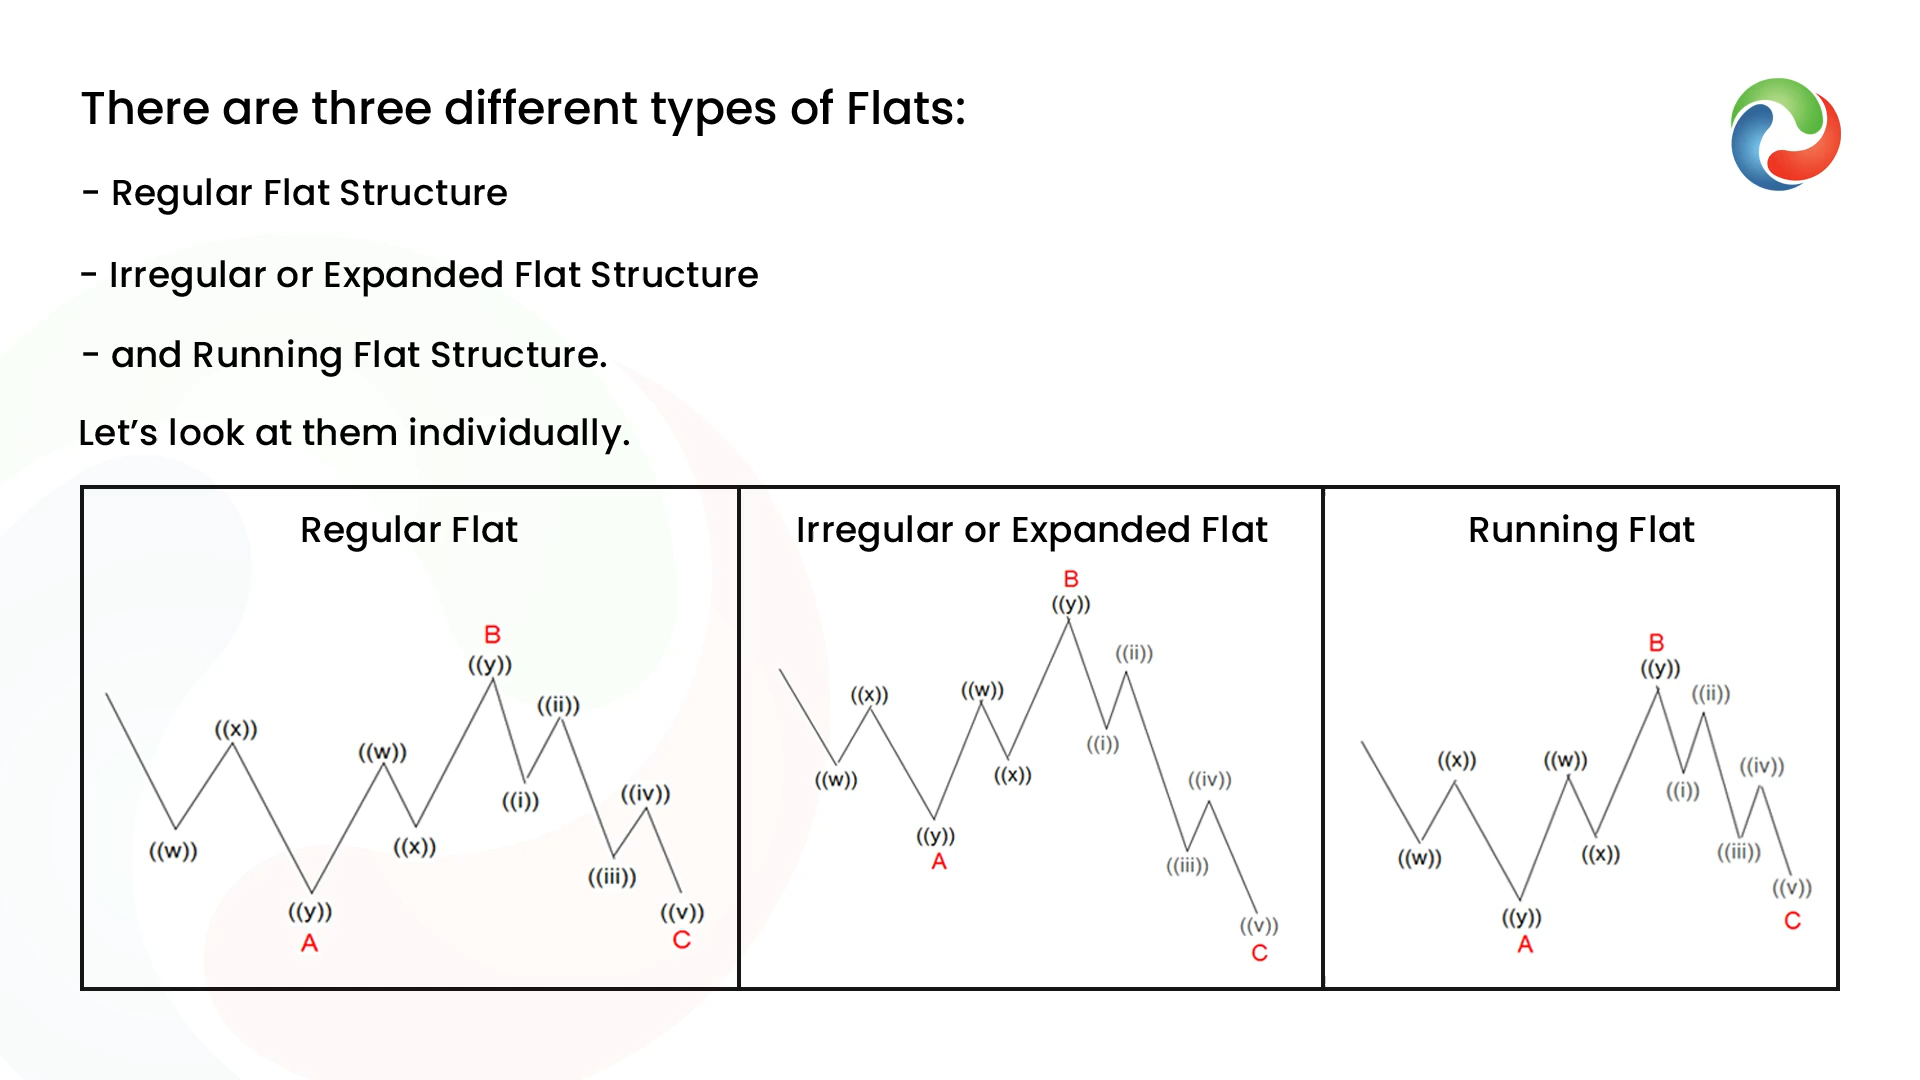 There are three different types of Flats:
- Regular Flat Structure
- Irregular or Expanded Flat Structure
- and Running Flat Structure.
Let’s look at them individually.
Regular Flat
B
((y))
((ii))
((x))
((w))
((iv))
((i))
((w))
((x))
((iii))
((y))
((v))
A
C
Irregular or Expanded Flat
B
((y))
((ii))
((x))
((w))
((i))
((w))
((x))
((iv))
((y))
A
((iii))
((v))
C
Running Flat
B
((y))
((ii))
((x))
((w))
((iv))
((i))
((w))
((x))
((iii))
((v))
((y))
C
A